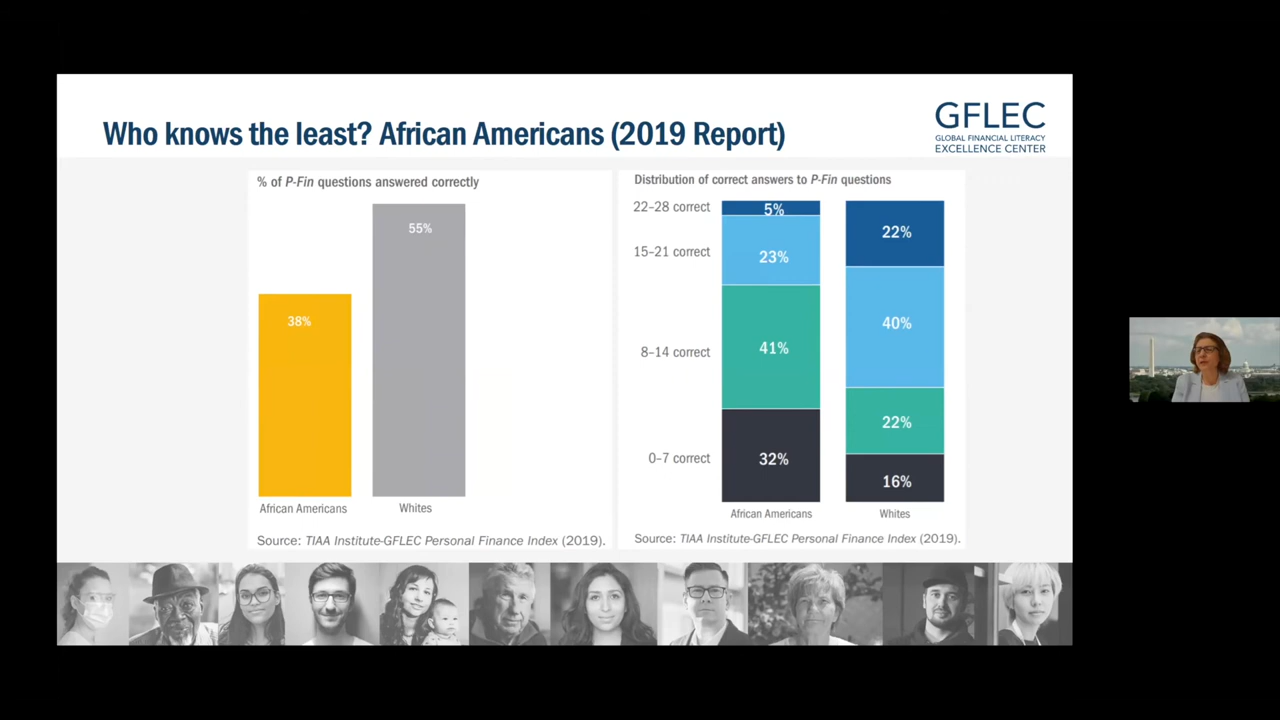 Who knows the least? African Americans (2019 Report)
GFLEC
GLOBAL FINANCIAL LITERACY
EXCELLENCE CENTER
% of P-Fin questions answered correctly
38%
55%
African Americans
Whites
Source: TIAA Institute-GFLEC Personal Finance Index (2019).
Distribution of correct answers to P-Fin questions
22–28 correct
5%
22%
15–21 correct
23%
40%
8–14 correct
41%
22%
0–7 correct
32%
16%
African Americans
Whites
Source: TIAA Institute-GFLEC Personal Finance Index (2019).